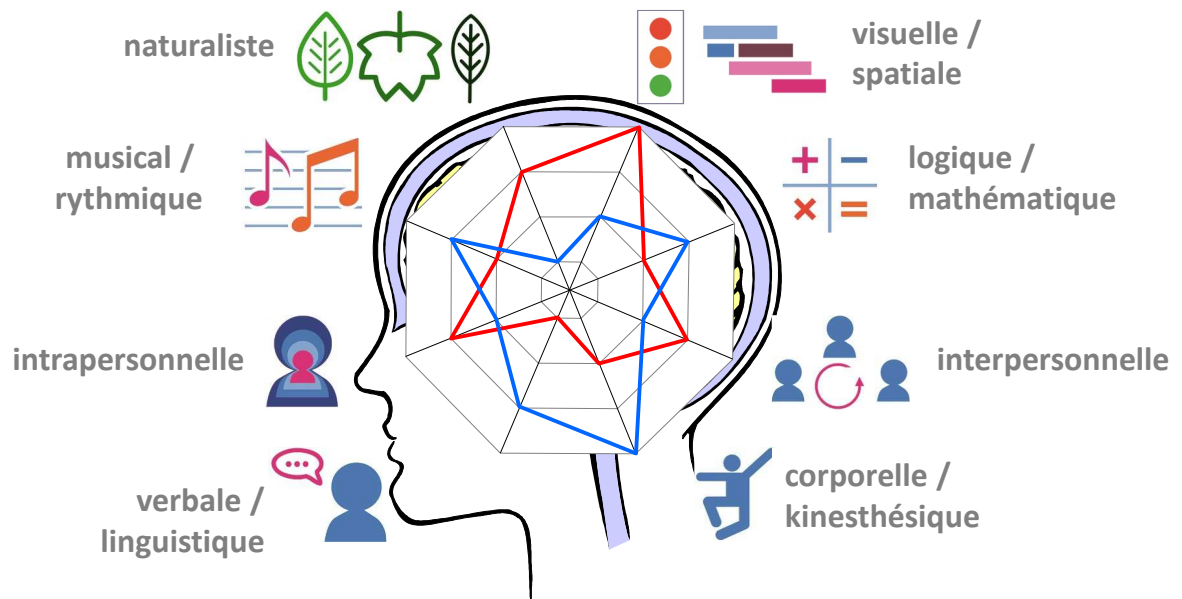 naturaliste
visuelle /
spatiale
musical /
rythmique
logique /
mathématique
intrapersonnelle
interpersonnelle
verbale /
linguistique
corporelle /
kinesthésique